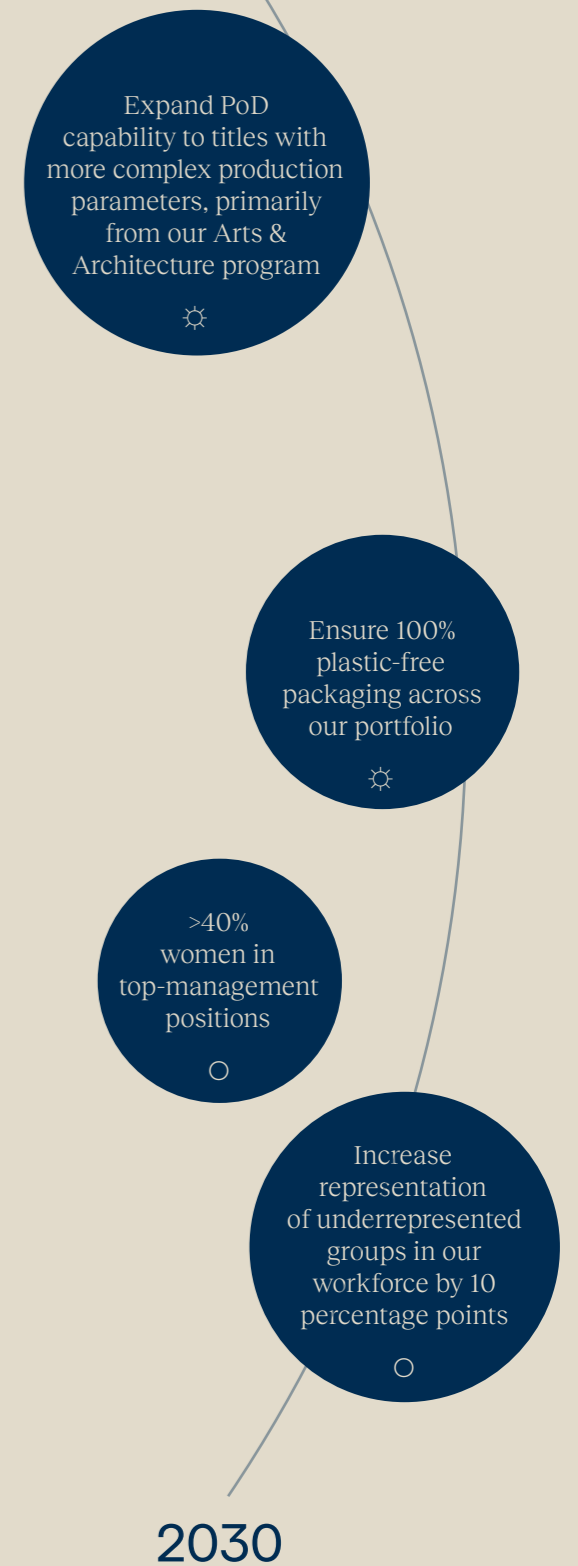 Expand PoD
capability to titles with
more complex production
parameters, primarily
from our Arts &
Architecture program
Ensure 100%
plastic-free
packaging across
our portfolio
>40%
women in
top-management
positions
Increase
representation
of underrepresented
groups in our
workforce by 10
percentage points
2030